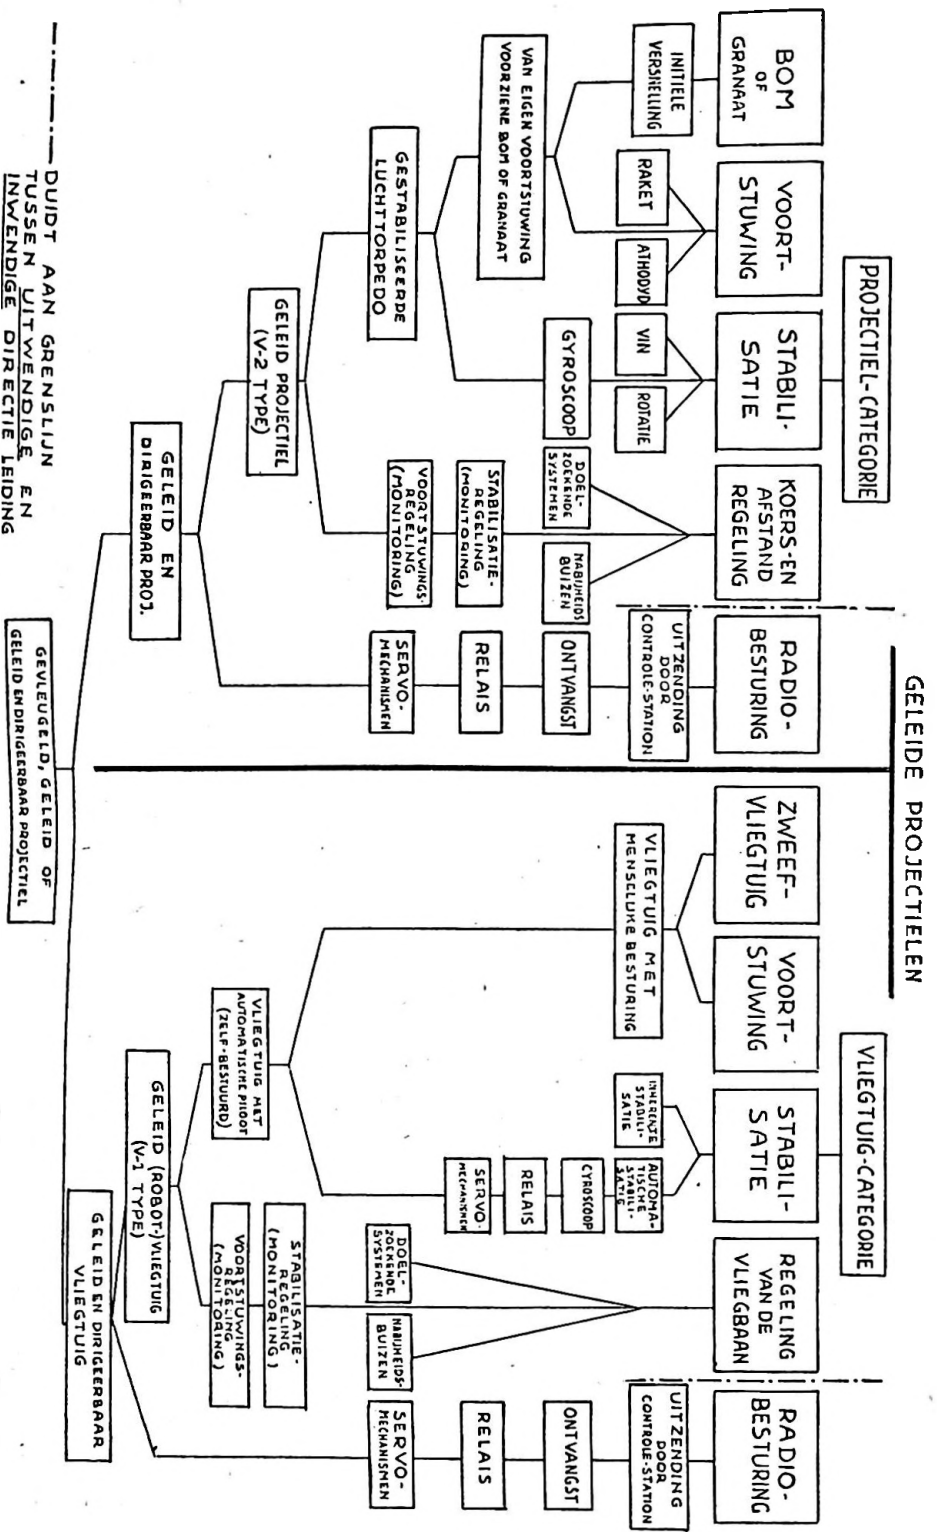 GELEIDE PROJECTIELEN
PROJECTIEL-CATEGORIE
BOM
OF
GRANAAT
VOORT-
STUWING
STABILI-
SATIE
KOERS-EN
AFSTAND
REGELING
RADIO-
BESTURING
INITIELE
VERSNELLING
RAKET
ATHODYD
VIN
ROTATIE
UITZENDING
DOOR
CONTROLE-STATION
VAN EIGEN VOORTSTUWING
VOORZIENE BOM OF GRANAAT
GYROSCOOP
DOEL-
ZOEKENDE
SYSTEMEN
NABIJHEIDS
BUIZEN
ONTVANGST
GESTABILISEERDE
LUCHTTORPEDO
STABILISATIE-
REGELING
(MONITORING)
VOORTSTUWINGS-
REGELING
(MONITORING)
RELAIS
SERVO-
MECHANISMEN
GELEID PROJECTIEL
(V-2 TYPE)
GELEID EN
DIRIGEERBAAR PROJ.
VLIEGTUIG-CATEGORIE
ZWEEF-
VLIEGTUIG
VOORT-
STUWING
STABILI-
SATIE
REGELING
VAN DE
VLIEGBAAN
RADIO-
BESTURING
VLIEGTUIG MET
MENSELIJKE BESTURING
INHERENTE
STABILI-
SATIE
AUTOMA-
TISCHE
STABILI-
SATIE
GYROSCOOP
RELAIS
SERVO-
MECHANISMEN
UITZENDING
DOOR
CONTROLE-STATION
ONTVANGST
RELAIS
SERVO-
MECHANISMEN
DOEL-
ZOEKENDE
SYSTEMEN
NABIJHEIDS-
BUIZEN
VLIEGTUIG MET
AUTOMATISCHE PILOOT
(ZELF-BESTUURD)
STABILISATIE-
REGELING
(MONITORING)
VOORTSTUWINGS-
REGELING
(MONITORING)
GELEID (ROBOT-)VLIEGTUIG
(V-1 TYPE)
GELEID EN DIRIGEERBAAR
VLIEGTUIG
GEVLEUGELD, GELEID OF
GELEID EN DIRIGEERBAAR PROJECTIEL
DUIDT AAN GRENSLIJN
TUSSEN UITWENDIGE EN
INWENDIGE DIRECTIE LEIDING